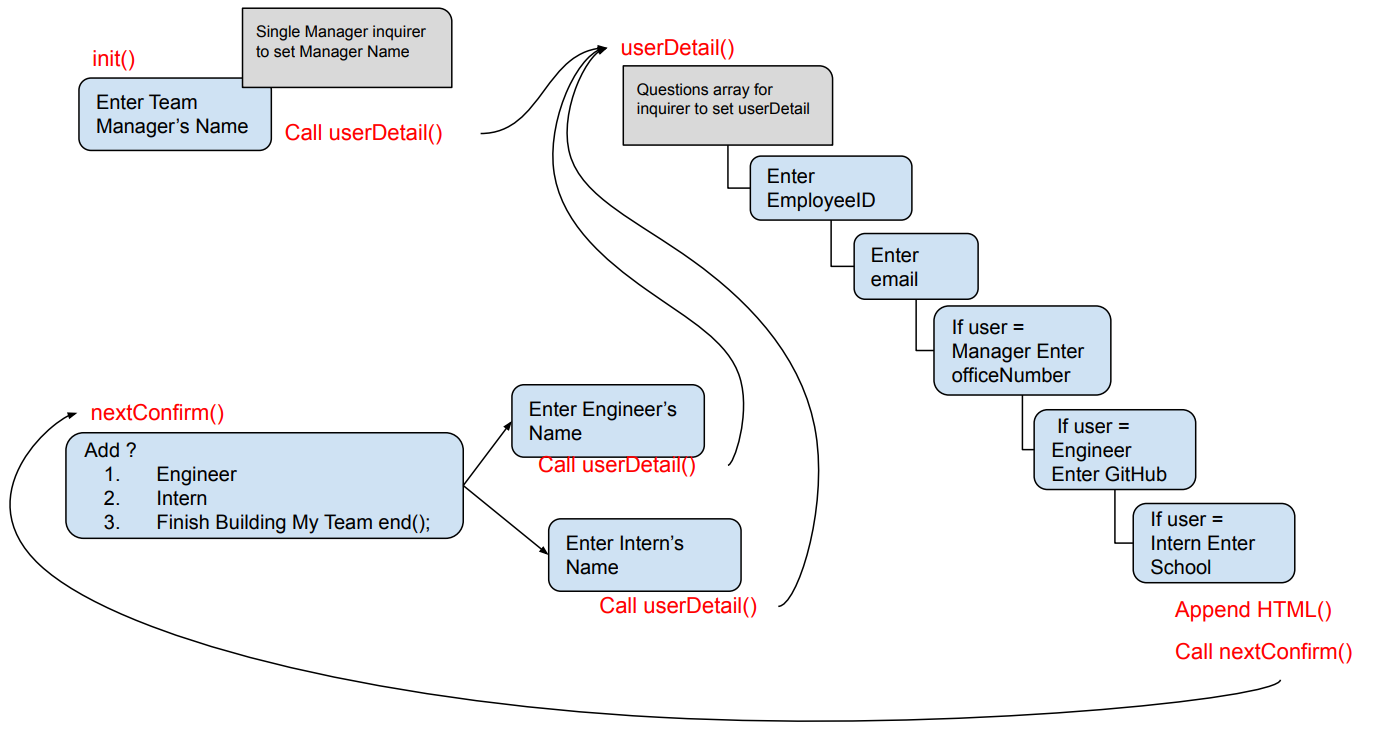 init()
Single Manager inquirer
to set Manager Name
Enter Team
Manager's Name
Call userDetail()
userDetail()
Questions array for
inquirer to set userDetail
Enter
EmployeeID
Enter
email
If user =
Manager Enter
officeNumber
If user =
Engineer
Enter GitHub
If user =
Intern Enter
School
Append HTML()
Call nextConfirm()
nextConfirm()
Add ?
1. Engineer
2. Intern
3. Finish Building My Team end();
Enter Engineer's
Name
Call userDetail()
Enter Intern's
Name
Call userDetail()